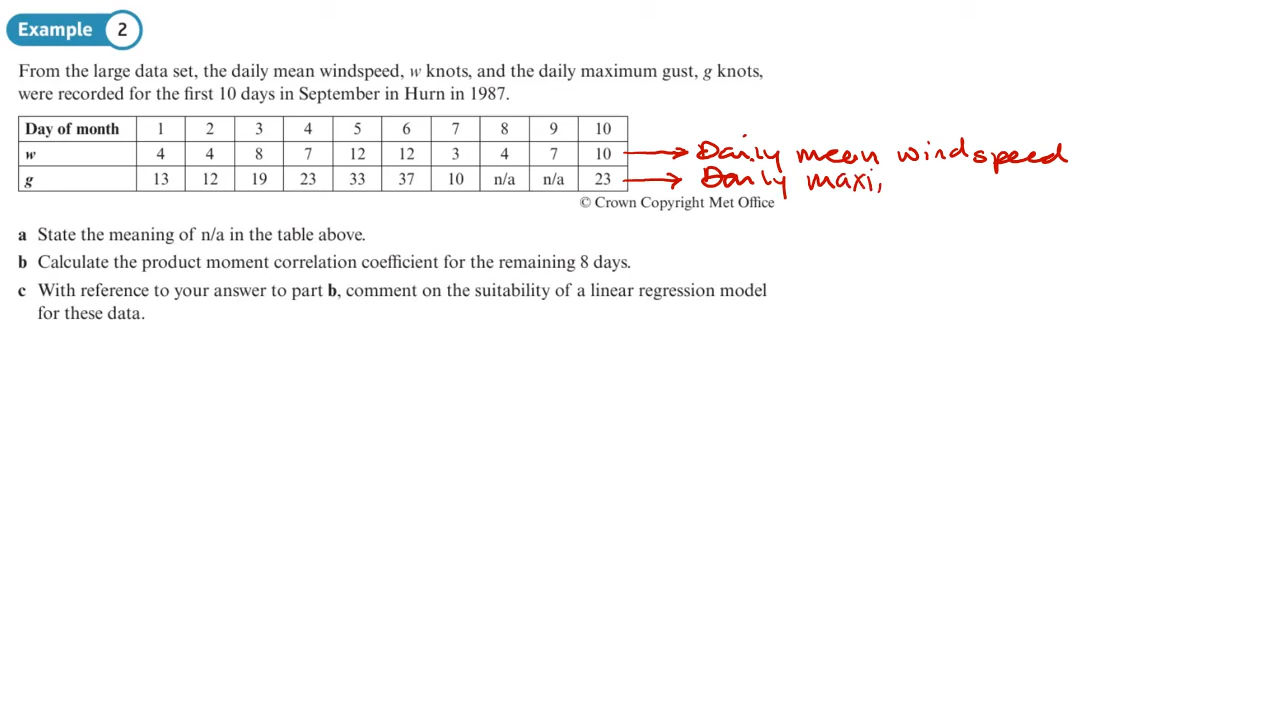 Example 2
From the large data set, the daily mean windspeed, w knots, and the daily maximum gust, g knots,
were recorded for the first 10 days in September in Hurn in 1987.
Day of month 1 2 3 4 5 6 7 8 9 10
w 4 4 8 7 12 12 3 4 7 10 → Daily mean windspeed
g 13 12 19 23 33 37 10 n/a n/a 23 → Daily maxi,
© Crown Copyright Met Office
a State the meaning of n/a in the table above.
b Calculate the product moment correlation coefficient for the remaining 8 days.
c With reference to your answer to part b, comment on the suitability of a linear regression model
for these data.